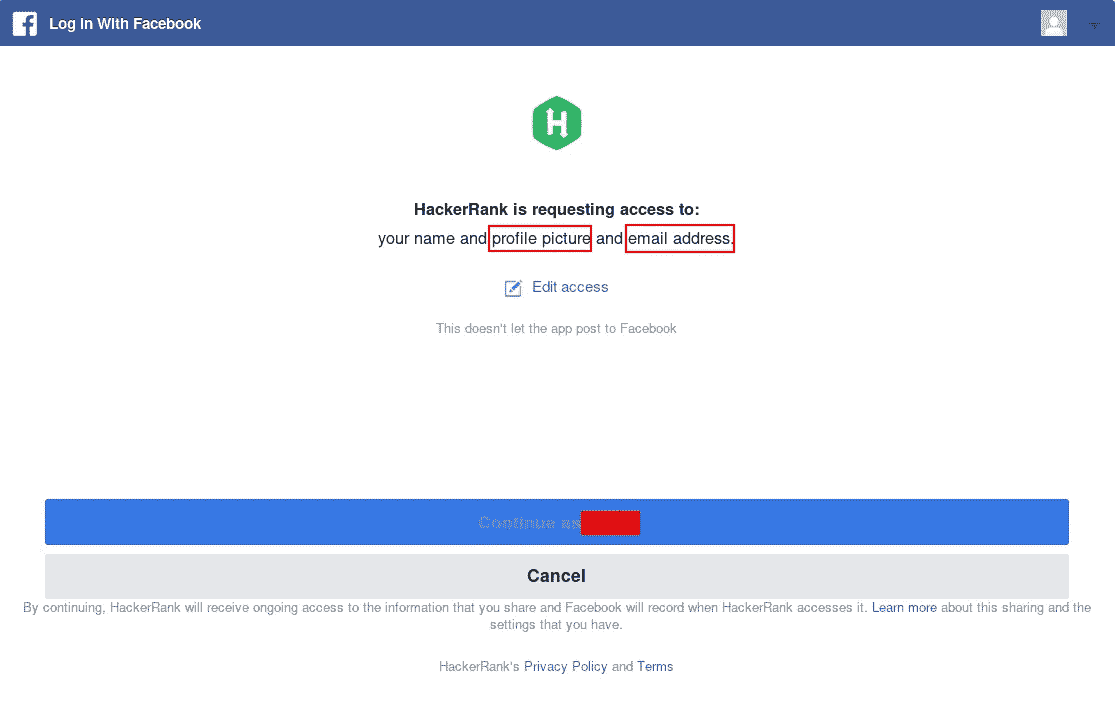 Log In With Facebook
HackerRank is requesting access to:
your name and profile picture and email address.
Edit access
This doesn't let the app post to Facebook
Continue as
Cancel
By continuing, HackerRank will receive ongoing access to the information that you share and Facebook will record when HackerRank accesses it. Learn more about this sharing and the
settings that you have.
HackerRank's Privacy Policy and Terms